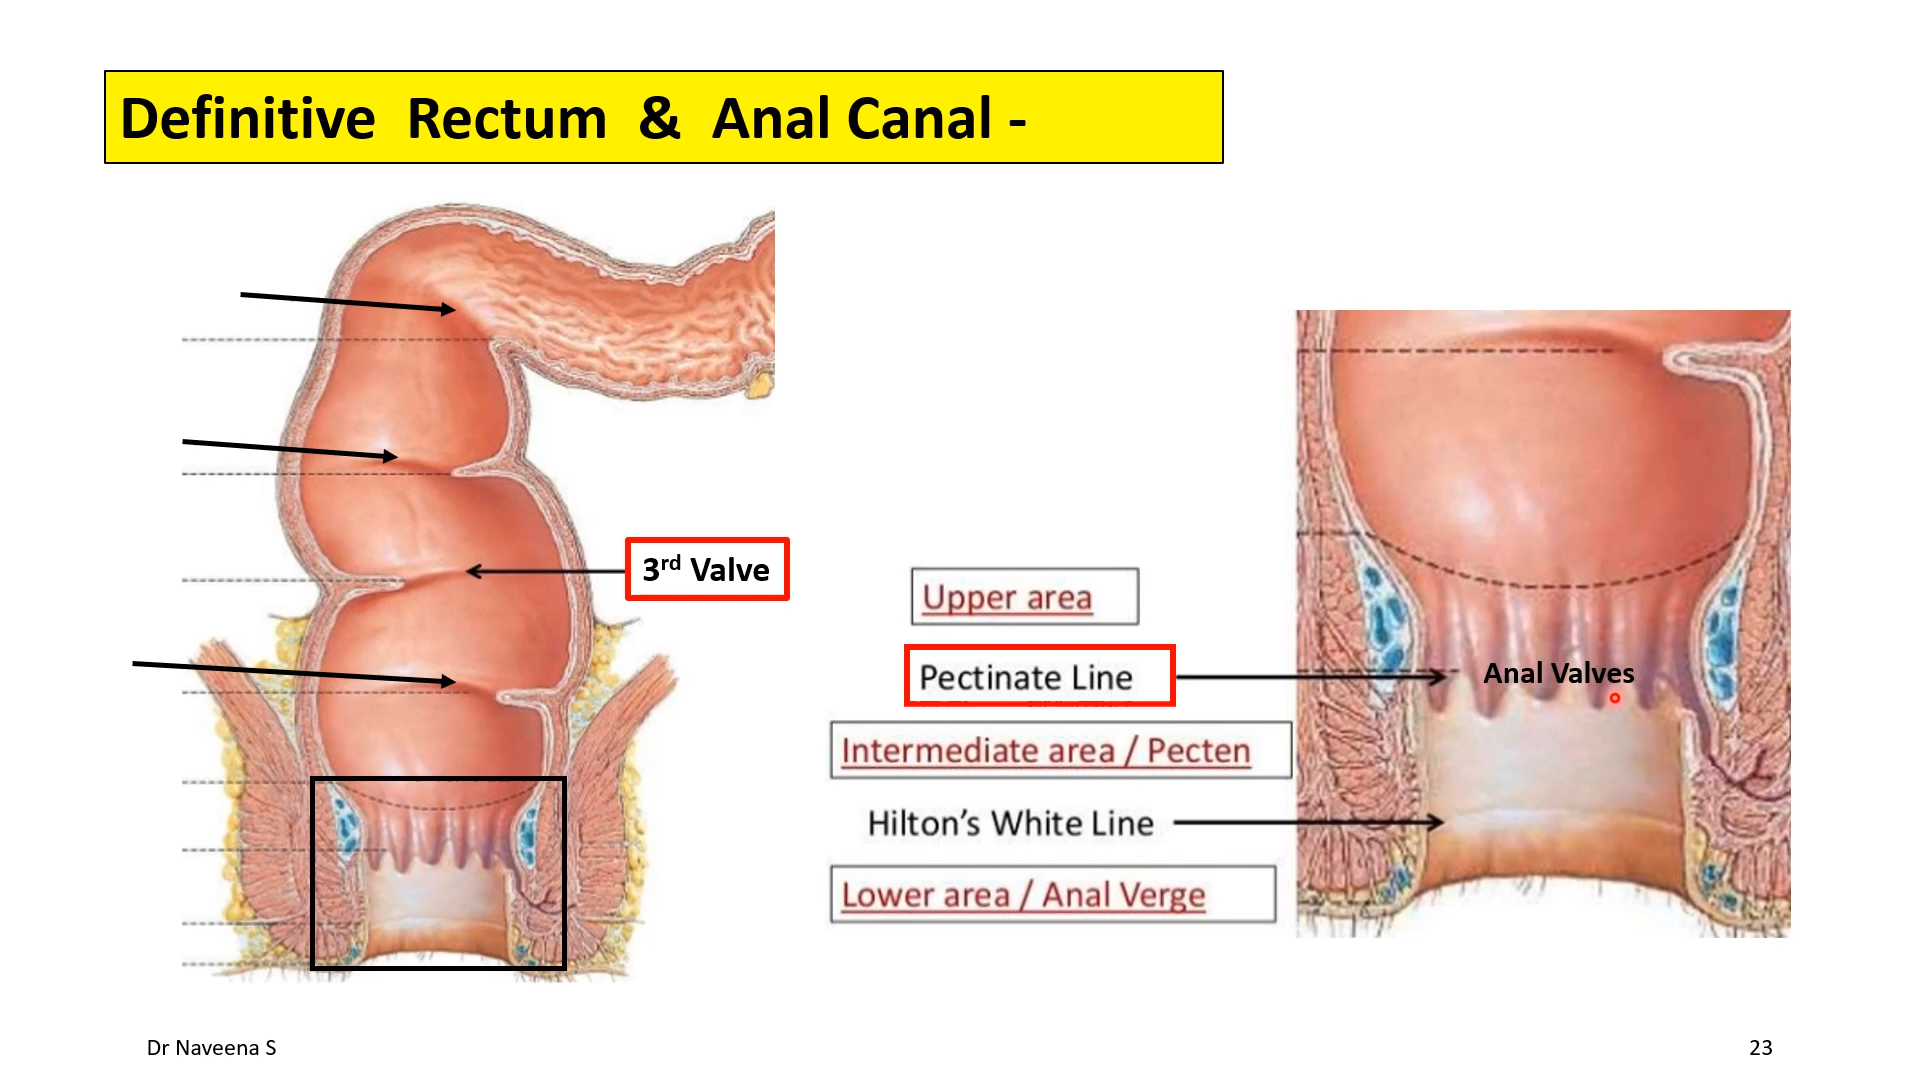 Definitive Rectum & Anal Canal -
3rd Valve
Upper area
Pectinate Line
Anal Valves
Intermediate area / Pecten
Hilton's White Line
Lower area / Anal Verge
Dr Naveena S
23